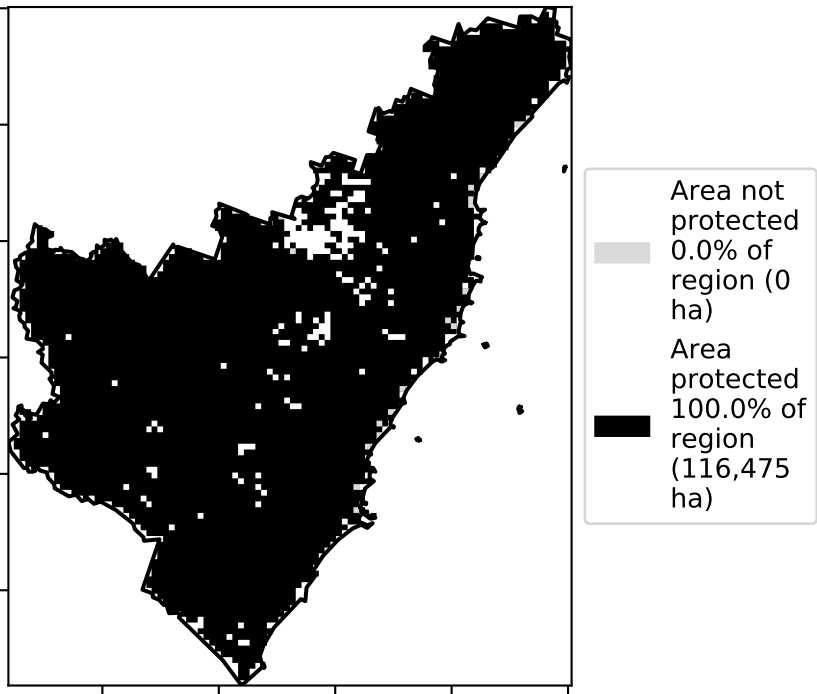 Area not
protected
0.0% of
region (0
ha)
Area
protected
100.0% of
region
(116,475
ha)